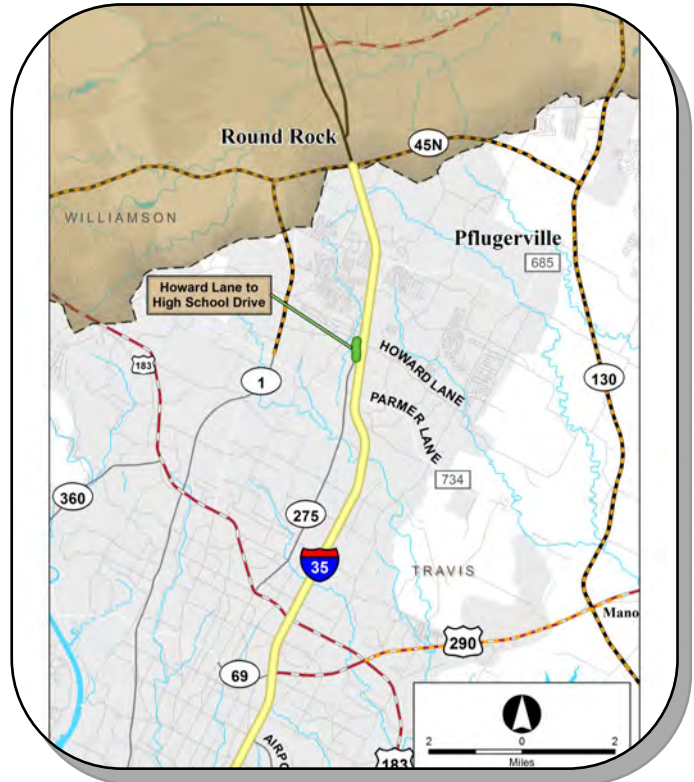 Round Rock
45N
WILLIAMSON
Pflugerville
685
Howard Lane to
High School Drive
183
1
HOWARD LANE
PARMER LANE
130
360
734
275
35
TRAVIS
Mano
290
69
AIRPO
183
2
0
2
Miles